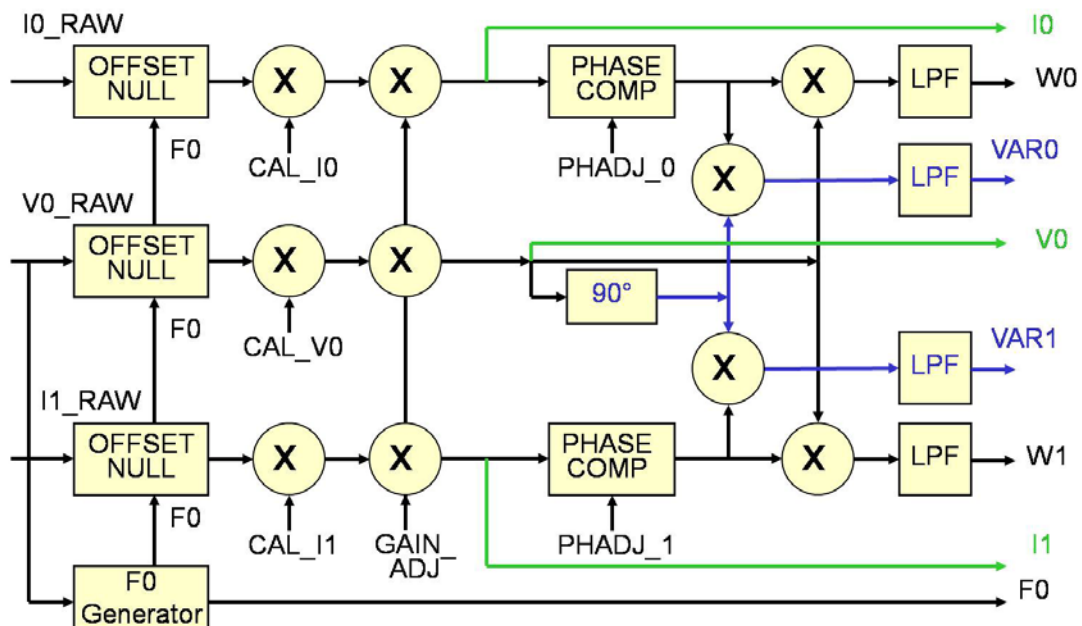 I0_RAW
I0
OFFSET
NULL
X
X
PHASE
COMP
X
LPF
W0
F0
CAL_I0
PHADJ_0
X
LPF
VAR0
V0_RAW
V0
OFFSET
NULL
X
X
90°
F0
CAL_V0
X
LPF
VAR1
I1_RAW
OFFSET
NULL
X
X
PHASE
COMP
X
LPF
W1
F0
CAL_I1
GAIN_
ADJ
PHADJ_1
I1
F0
Generator
F0